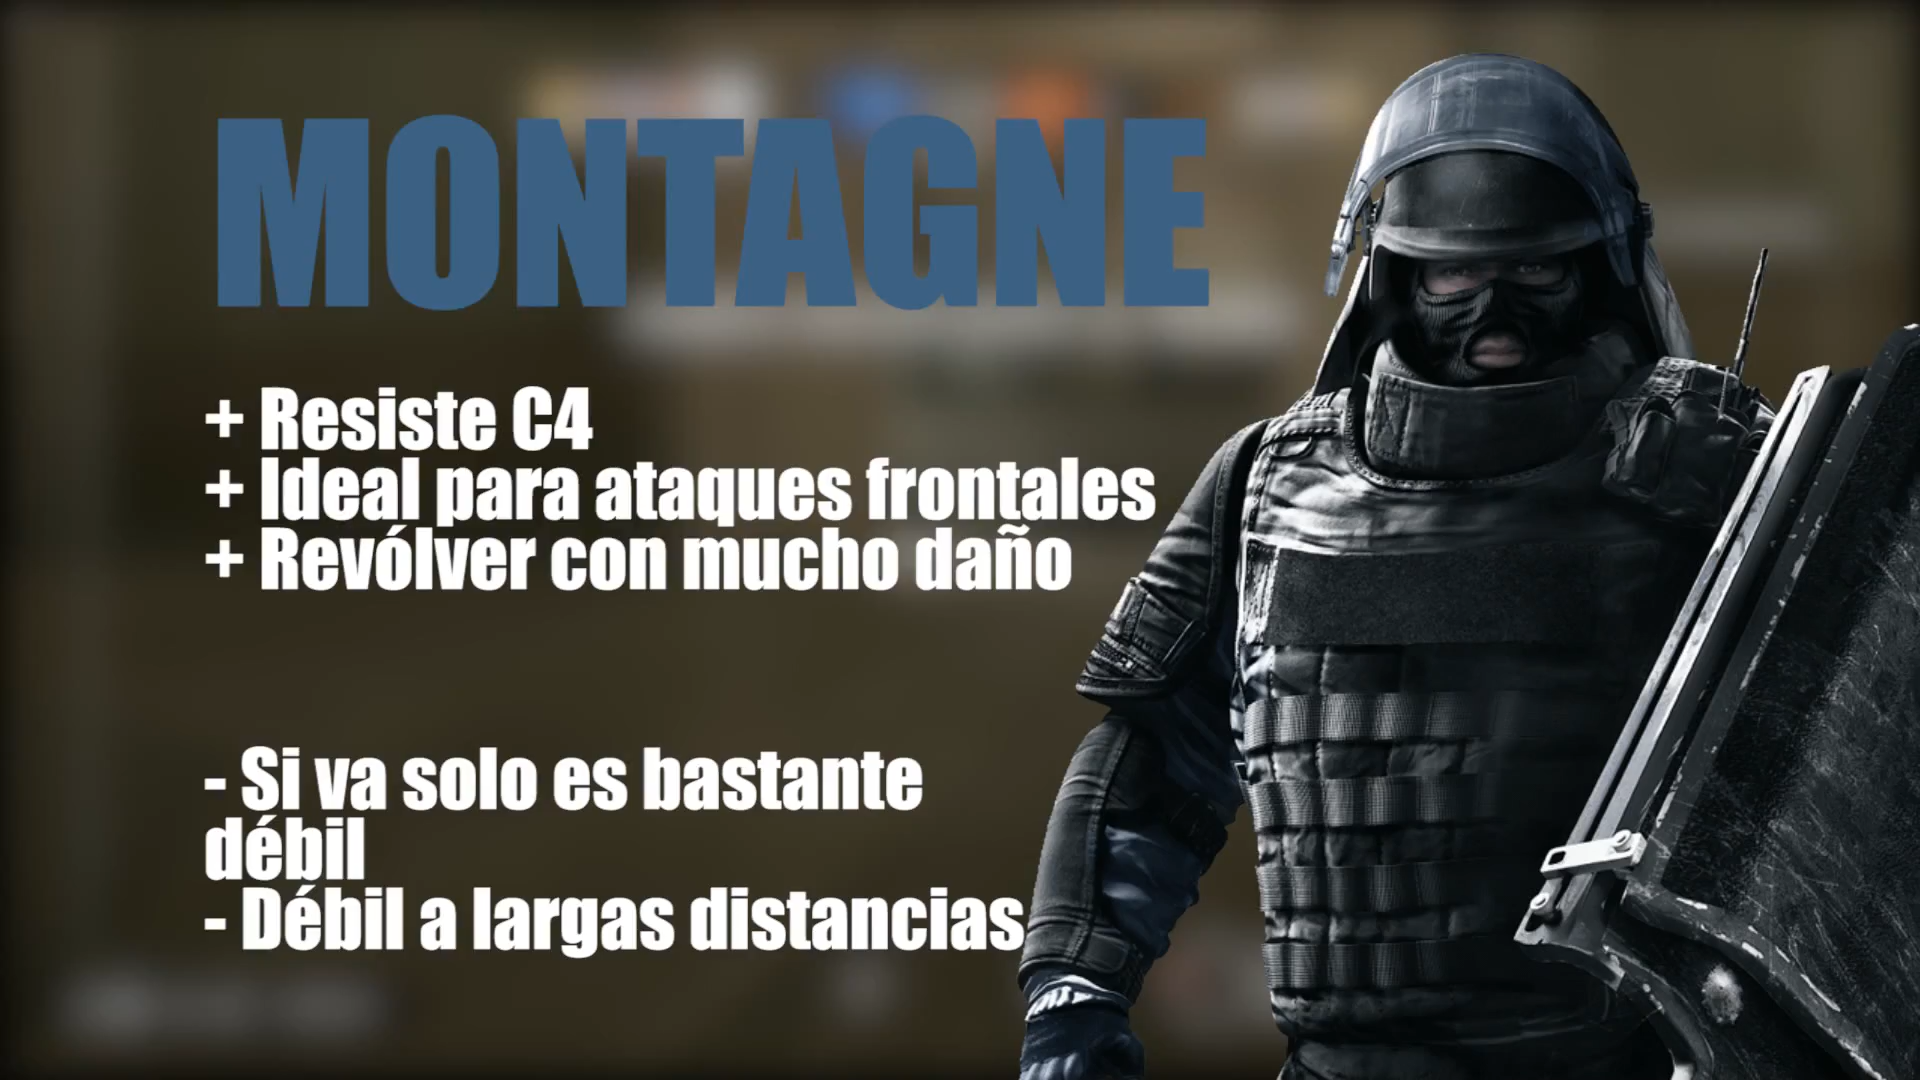 MONTAGNE
+ Resiste C4
+ Ideal para ataques frontales
+ Revólver con mucho daño
- Si va solo es bastante
débil
- Débil a largas distancias